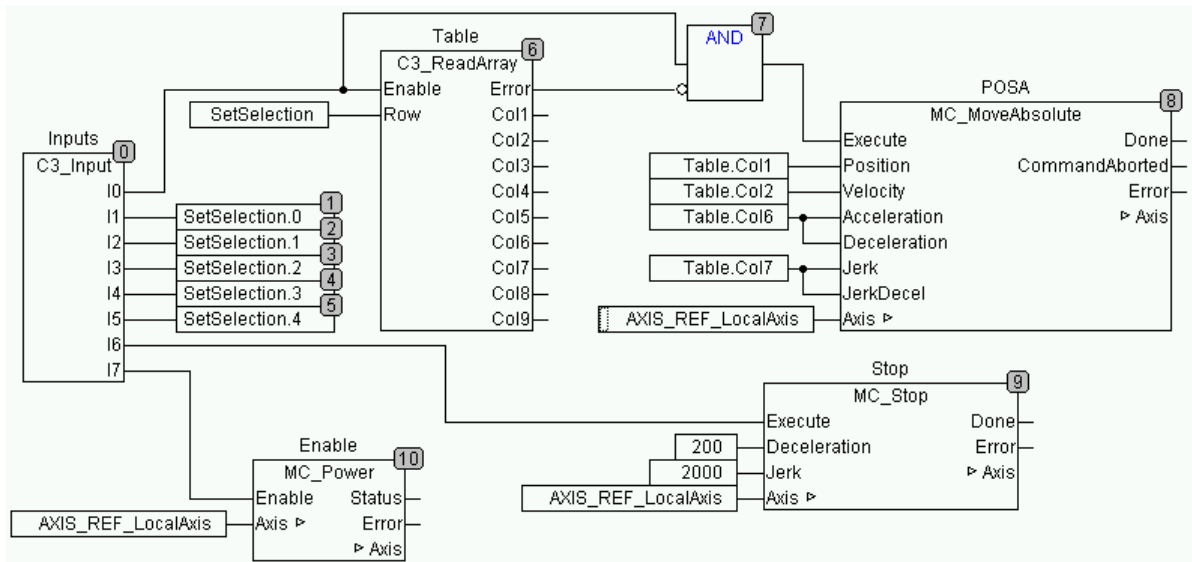 7
AND
Table
6
C3_ReadArray
Enable Error
SetSelection Row Col1
Col2
Col3
Col4
Col5
Col6
Col7
Col8
Col9
POSA
8
MC_MoveAbsolute
Execute Done
Table.Col1 Position CommandAborted
Table.Col2 Velocity Error
Table.Col6 Acceleration Axis
Deceleration
Table.Col7 Jerk
JerkDecel
AXIS_REF_LocalAxis Axis
Inputs
0
C3_Input
I0
I1 SetSelection.0 1
I2 SetSelection.1 2
I3 SetSelection.2 3
I4 SetSelection.3 4
I5 SetSelection.4 5
I6
I7
Stop
9
MC_Stop
Execute Done
200 Deceleration Error
2000 Jerk Axis
AXIS_REF_LocalAxis Axis
Enable
10
MC_Power
Enable Status
AXIS_REF_LocalAxis Axis Error
Axis